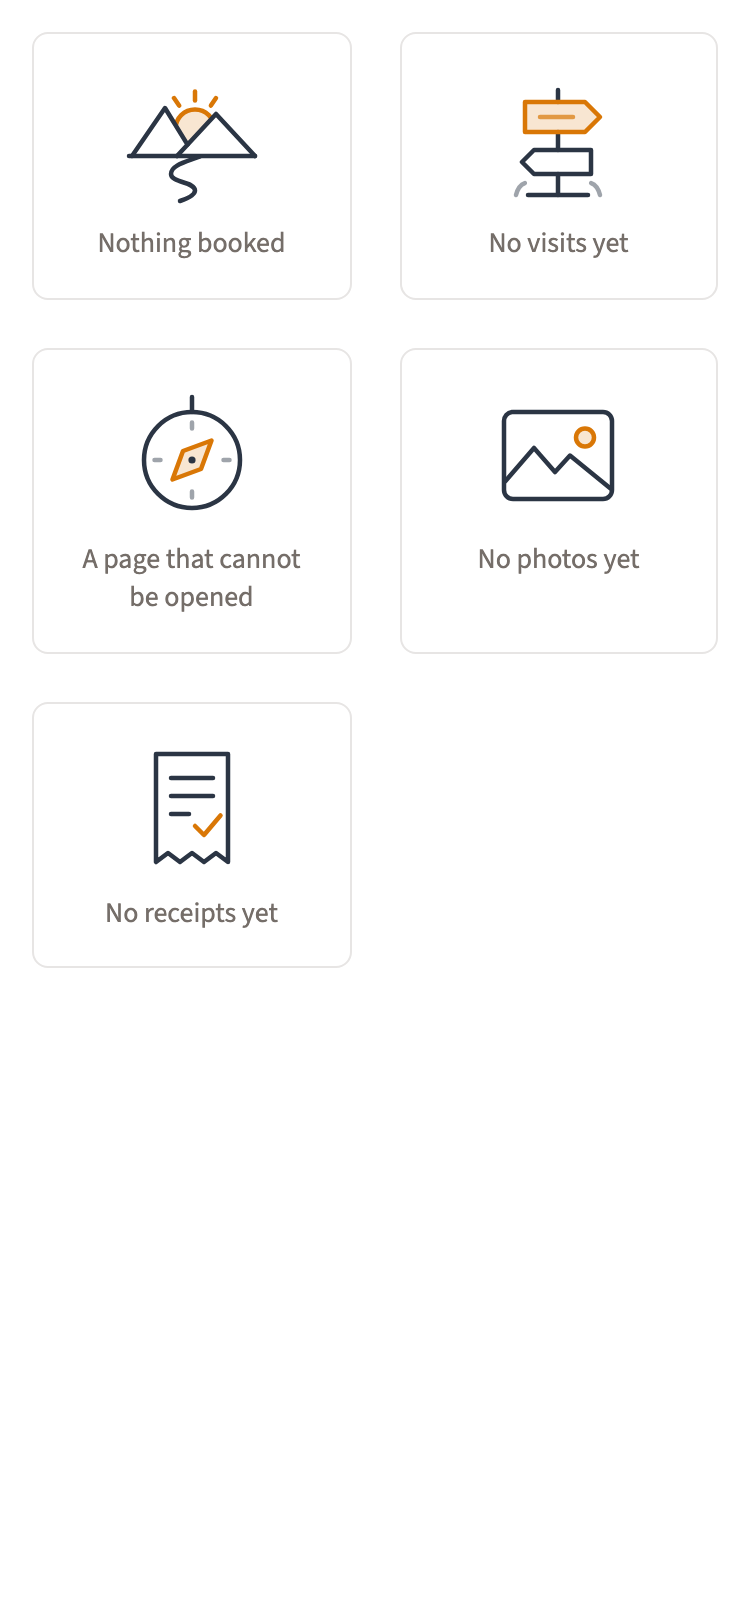 Nothing booked
No visits yet
A page that cannot
be opened
No photos yet
No receipts yet